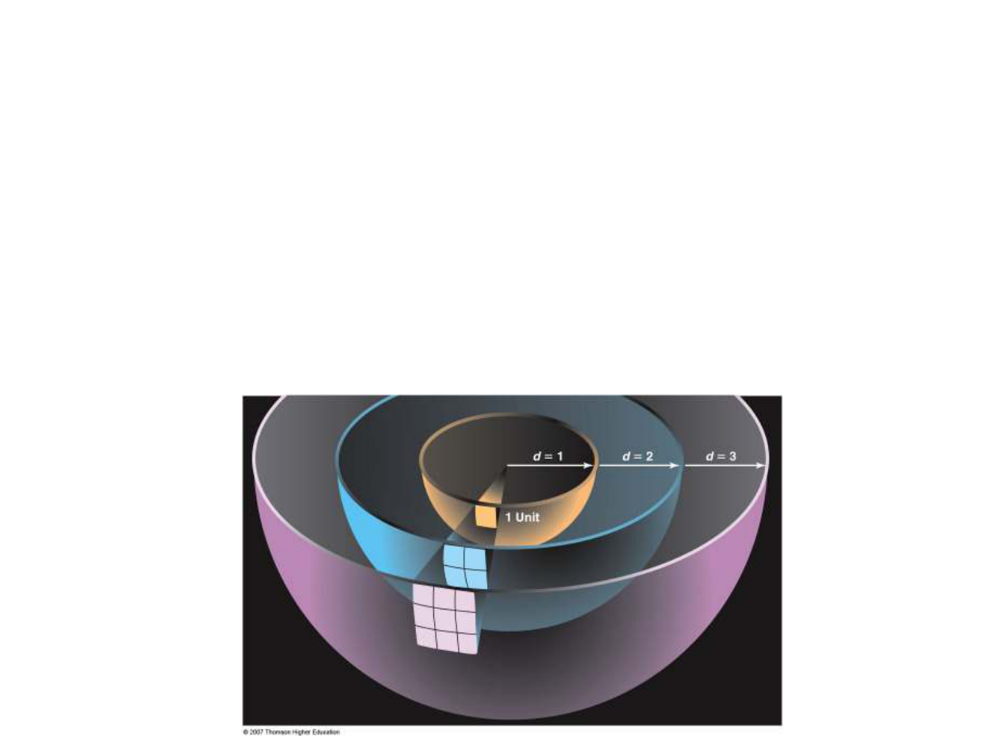 d = 1
d = 2
d = 3
1 Unit
© 2007 Thomson Higher Education